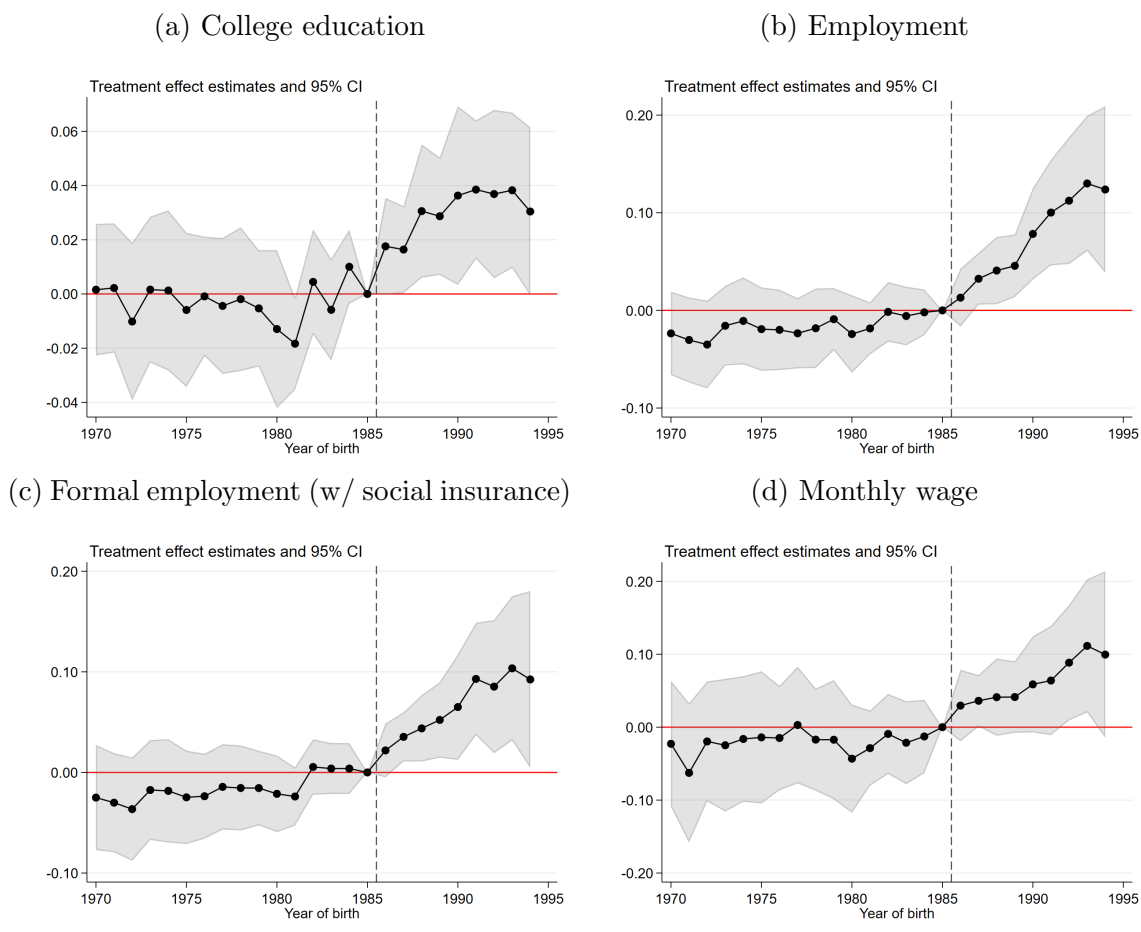 (a) College education
Treatment effect estimates and 95% CI
0.06
0.04
0.02
0.00
-0.02
-0.04
1970 1975 1980 1985 1990 1995
Year of birth
(b) Employment
Treatment effect estimates and 95% CI
0.20
0.10
0.00
-0.10
1970 1975 1980 1985 1990 1995
Year of birth
(c) Formal employment (w/ social insurance)
Treatment effect estimates and 95% CI
0.20
0.10
0.00
-0.10
1970 1975 1980 1985 1990 1995
Year of birth
(d) Monthly wage
Treatment effect estimates and 95% CI
0.20
0.10
0.00
-0.10
-0.20
1970 1975 1980 1985 1990 1995
Year of birth